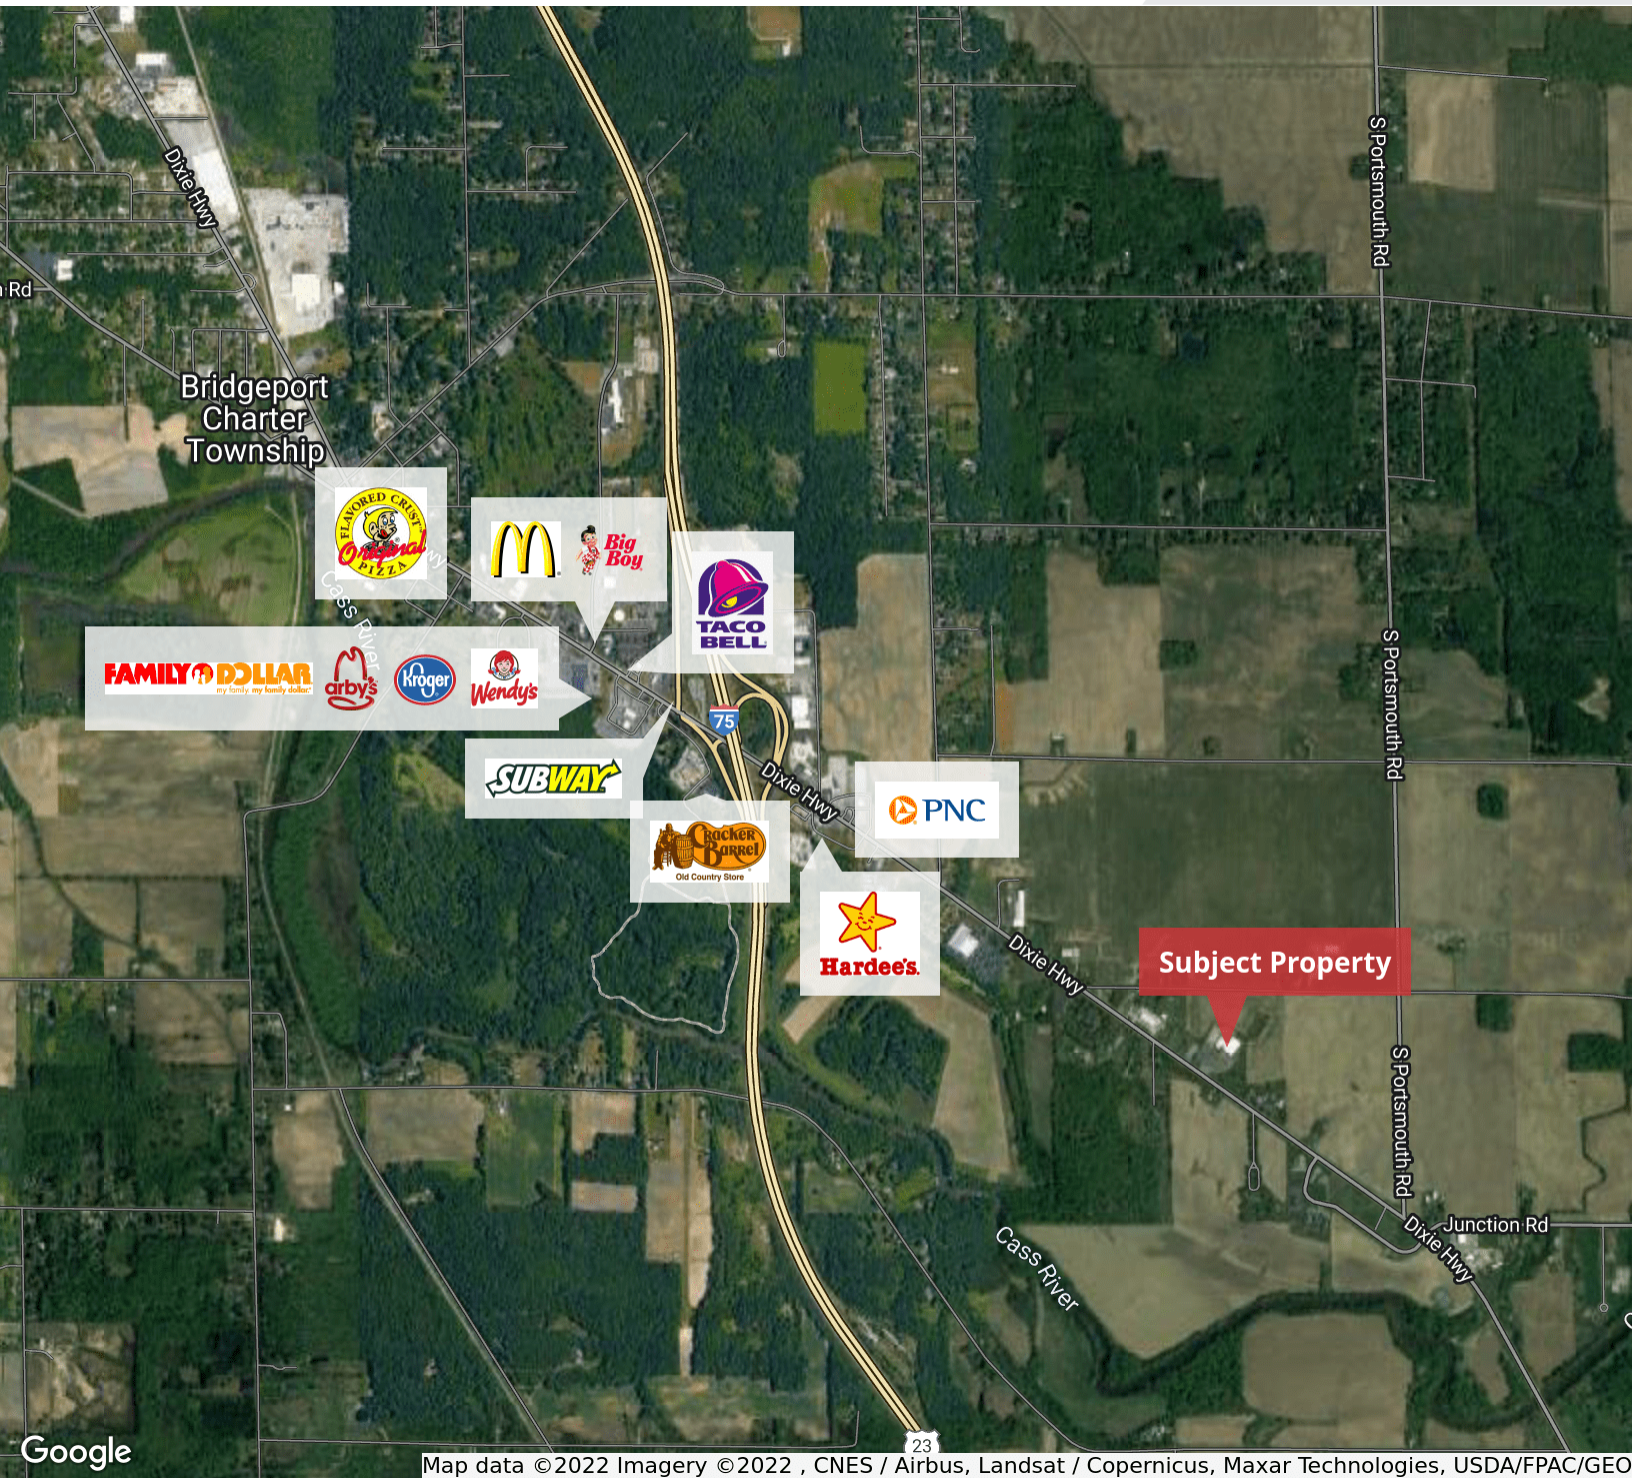 Dixie Hwy
S Portsmouth Rd
Rd
Bridgeport
Charter
Township
FLAVORED CRUST
Original
PIZZA
Cass River
Big
Boy
TACO
BELL
FAMILY DOLLAR
my family. my family dollar.
arby's
Kroger
Wendy's
75
S Portsmouth Rd
SUBWAY
Dixie Hwy
PNC
Cracker
Barrel
Old Country Store
Hardee's
Dixie Hwy
Subject Property
S Portsmouth Rd
Junction Rd
Dixie Hwy
Cass River
23
Google
Map data ©2022 Imagery ©2022 , CNES / Airbus, Landsat / Copernicus, Maxar Technologies, USDA/FPAC/GEO